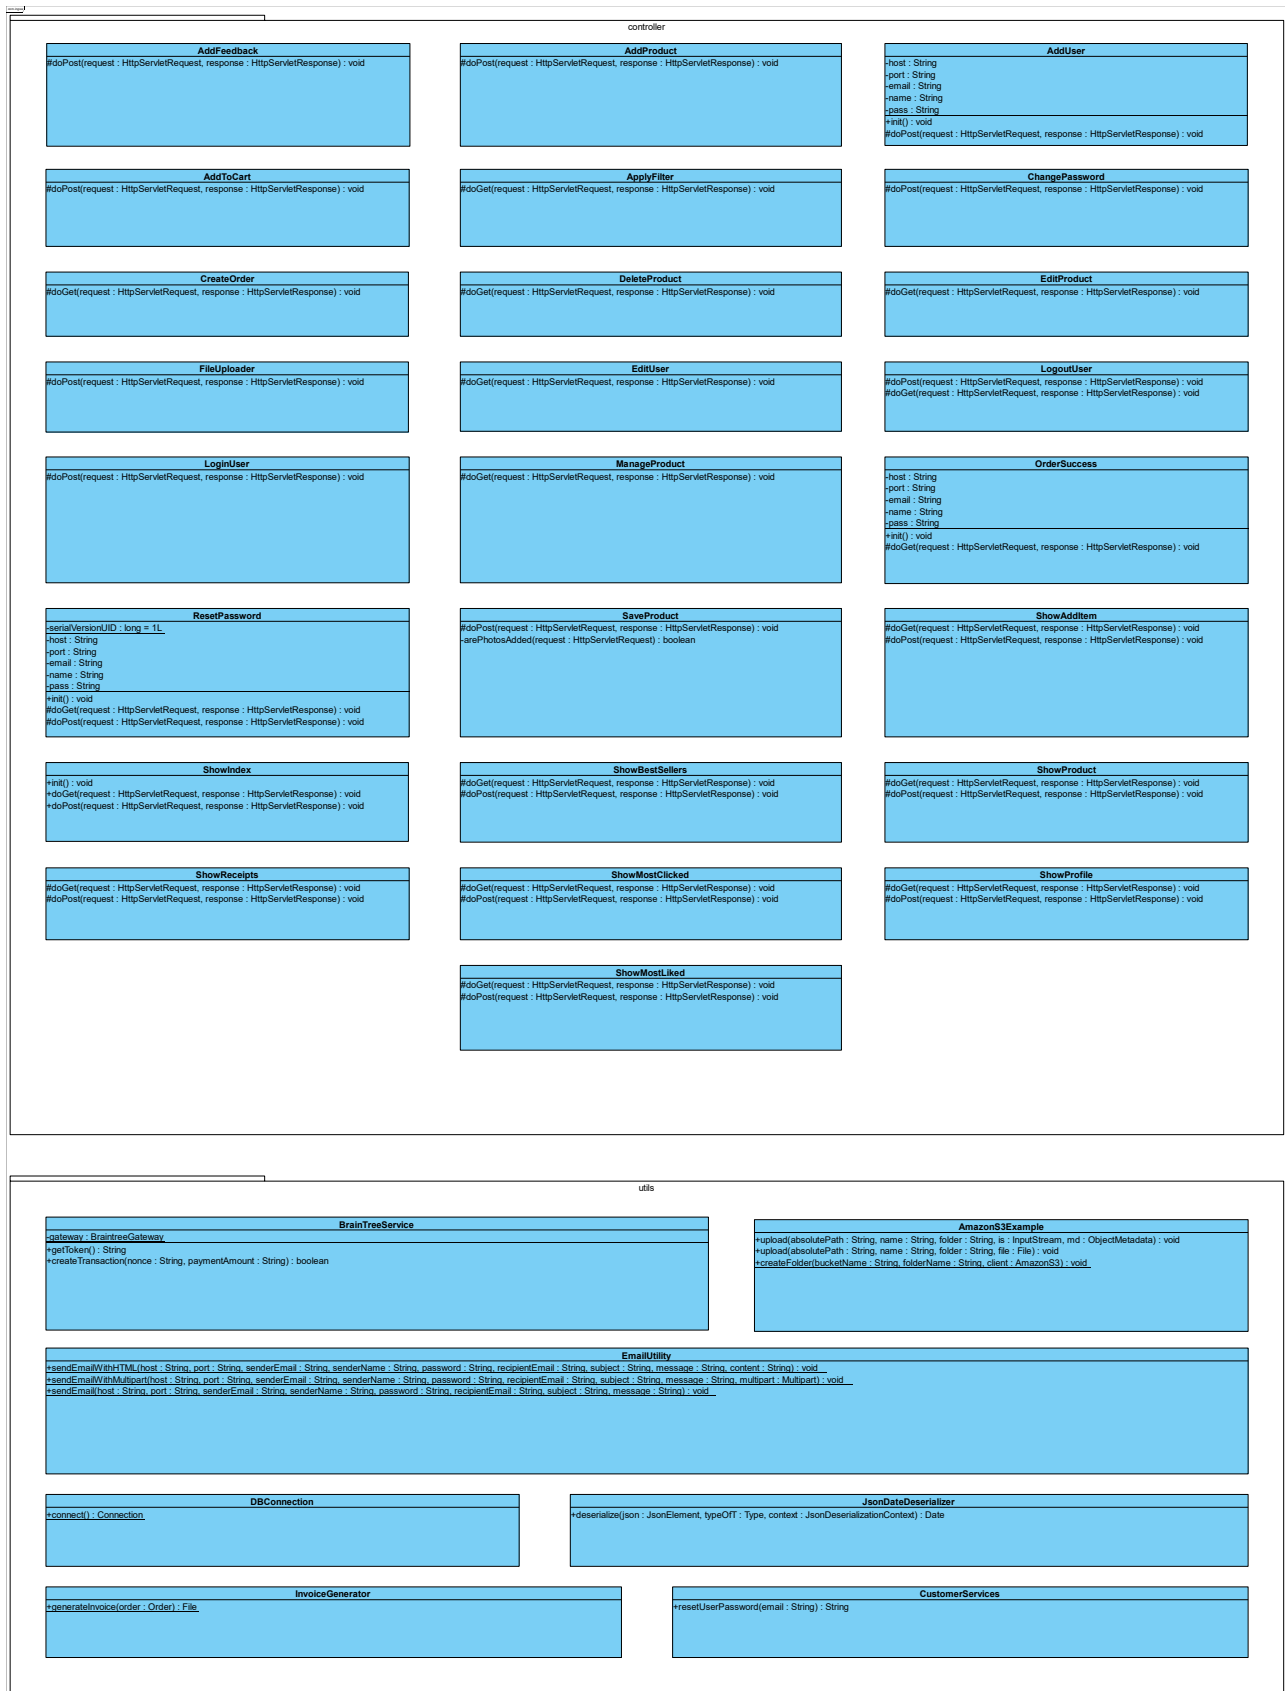 controller
AddFeedback
#doPost(request : HttpServletRequest, response : HttpServletResponse) : void
AddProduct
#doPost(request : HttpServletRequest, response : HttpServletResponse) : void
AddUser
-host : String
-port : String
-email : String
-name : String
-pass : String
+init() : void
#doPost(request : HttpServletRequest, response : HttpServletResponse) : void
AddToCart
#doPost(request : HttpServletRequest, response : HttpServletResponse) : void
ApplyFilter
#doGet(request : HttpServletRequest, response : HttpServletResponse) : void
ChangePassword
#doPost(request : HttpServletRequest, response : HttpServletResponse) : void
CreateOrder
#doGet(request : HttpServletRequest, response : HttpServletResponse) : void
DeleteProduct
#doGet(request : HttpServletRequest, response : HttpServletResponse) : void
EditProduct
#doGet(request : HttpServletRequest, response : HttpServletResponse) : void
FileUploader
#doPost(request : HttpServletRequest, response : HttpServletResponse) : void
EditUser
#doGet(request : HttpServletRequest, response : HttpServletResponse) : void
LogoutUser
#doPost(request : HttpServletRequest, response : HttpServletResponse) : void
#doGet(request : HttpServletRequest, response : HttpServletResponse) : void
LoginUser
#doPost(request : HttpServletRequest, response : HttpServletResponse) : void
ManageProduct
#doGet(request : HttpServletRequest, response : HttpServletResponse) : void
OrderSuccess
-host : String
-port : String
-email : String
-name : String
-pass : String
+init() : void
#doGet(request : HttpServletRequest, response : HttpServletResponse) : void
ResetPassword
-serialVersionUID : long = 1L
-host : String
-port : String
-email : String
-name : String
-pass : String
+init() : void
#doGet(request : HttpServletRequest, response : HttpServletResponse) : void
#doPost(request : HttpServletRequest, response : HttpServletResponse) : void
SaveProduct
#doPost(request : HttpServletRequest, response : HttpServletResponse) : void
-arePhotosAdded(request : HttpServletRequest) : boolean
ShowAddItem
#doGet(request : HttpServletRequest, response : HttpServletResponse) : void
#doPost(request : HttpServletRequest, response : HttpServletResponse) : void
ShowIndex
+init() : void
+doGet(request : HttpServletRequest, response : HttpServletResponse) : void
+doPost(request : HttpServletRequest, response : HttpServletResponse) : void
ShowBestSellers
#doGet(request : HttpServletRequest, response : HttpServletResponse) : void
#doPost(request : HttpServletRequest, response : HttpServletResponse) : void
ShowProduct
#doGet(request : HttpServletRequest, response : HttpServletResponse) : void
#doPost(request : HttpServletRequest, response : HttpServletResponse) : void
ShowReceipts
#doGet(request : HttpServletRequest, response : HttpServletResponse) : void
#doPost(request : HttpServletRequest, response : HttpServletResponse) : void
ShowMostClicked
#doGet(request : HttpServletRequest, response : HttpServletResponse) : void
#doPost(request : HttpServletRequest, response : HttpServletResponse) : void
ShowProfile
#doGet(request : HttpServletRequest, response : HttpServletResponse) : void
#doPost(request : HttpServletRequest, response : HttpServletResponse) : void
ShowMostLiked
#doGet(request : HttpServletRequest, response : HttpServletResponse) : void
#doPost(request : HttpServletRequest, response : HttpServletResponse) : void
utils
BrainTreeService
-gateway : BraintreeGateway
+getToken() : String
+createTransaction(nonce : String, paymentAmount : String) : boolean
AmazonS3Example
+upload(absolutePath : String, name : String, folder : String, is : InputStream, md : ObjectMetadata) : void
+upload(absolutePath : String, name : String, folder : String, file : File) : void
+createFolder(bucketName : String, folderName : String, client : AmazonS3) : void
EmailUtility
+sendEmailWithHTML(host : String, port : String, senderEmail : String, senderName : String, password : String, recipientEmail : String, subject : String, message : String, content : String) : void
+sendEmailWithMultipart(host : String, port : String, senderEmail : String, senderName : String, password : String, recipientEmail : String, subject : String, message : String, multipart : Multipart) : void
+sendEmail(host : String, port : String, senderEmail : String, senderName : String, password : String, recipientEmail : String, subject : String, message : String) : void
DBConnection
+connect() : Connection
JsonDateDeserializer
+deserialize(json : JsonElement, typeOfT : Type, context : JsonDeserializationContext) : Date
InvoiceGenerator
+generateInvoice(order : Order) : File
CustomerServices
+resetUserPassword(email : String) : String